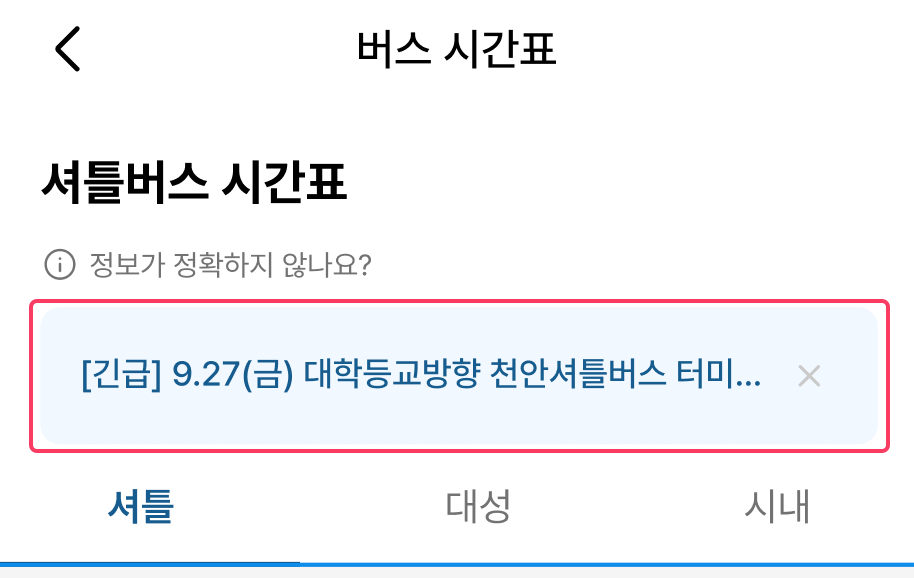 버스 시간표
셔틀버스 시간표
정보가 정확하지 않나요?
[긴급] 9.27(금) 대학등교방향 천안셔틀버스 터미...
셔틀 대성 시내